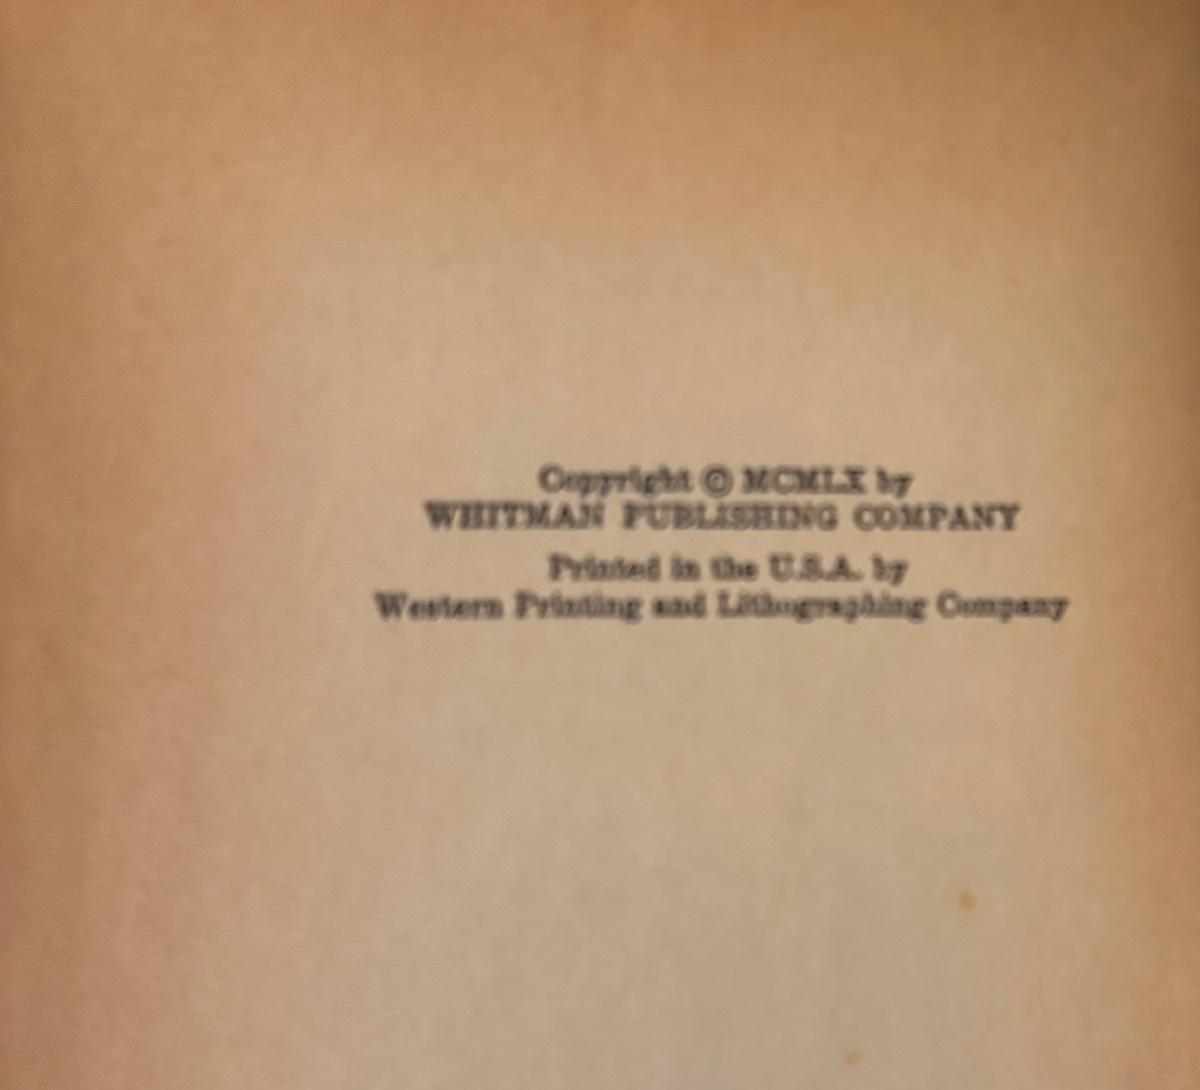 Copyright © MCMLX by
WHITMAN PUBLISHING COMPANY
Printed in the U.S.A. by
Western Printing and Lithographing Company